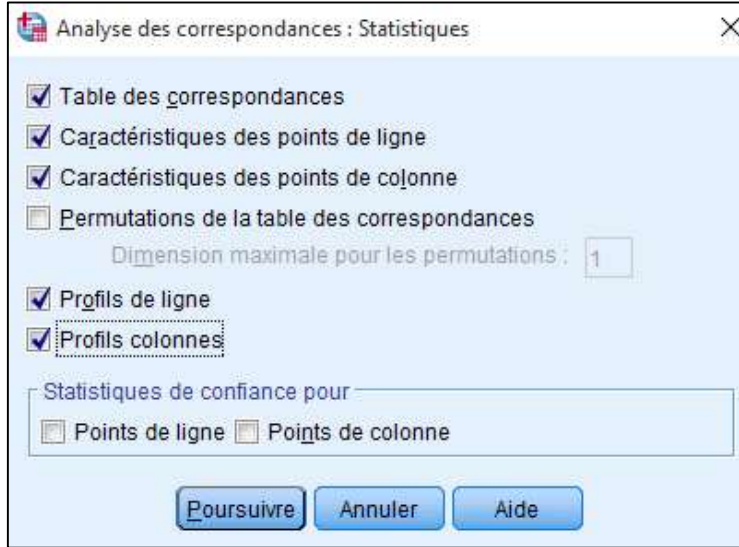 Analyse des correspondances : Statistiques
Table des correspondances
Caractéristiques des points de ligne
Caractéristiques des points de colonne
Permutations de la table des correspondances
Dimension maximale pour les permutations : 1
Profils de ligne
Profils colonnes
Statistiques de confiance pour
Points de ligne Points de colonne
Poursuivre Annuler Aide